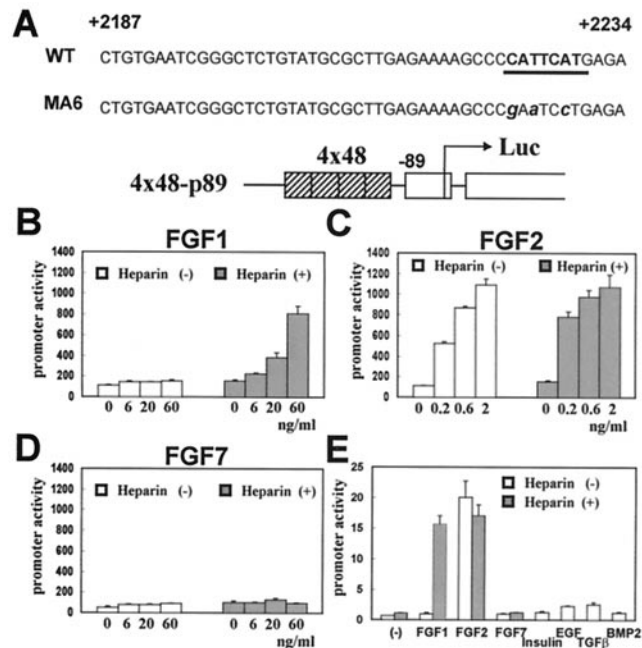 A
+2187 +2234
WT CTGTGAATCGGGCTCTGTATGCGCTTGAGAAAAGCCCCATTCATGAGA
MA6 CTGTGAATCGGGCTCTGTATGCGCTTGAGAAAAGCCCgAaTCcTGAGA
4x48 -89 Luc
4x48-p89
B FGF1
1400 Heparin (-) Heparin (+)
1200
1000
800
600
400
200
0
promoter activity
0 6 20 60 0 6 20 60
ng/ml
C FGF2
1400 Heparin (-) Heparin (+)
1200
1000
800
600
400
200
0
promoter activity
0 0.2 0.6 2 0 0.2 0.6 2
ng/ml
D FGF7
1400 Heparin (-) Heparin (+)
1200
1000
800
600
400
200
0
promoter activity
0 6 20 60 0 6 20 60
ng/ml
E
25 Heparin (-)
20 Heparin (+)
15
10
5
0
promoter activity
(-) FGF1 FGF2 FGF7 Insulin EGF TGFβ BMP2